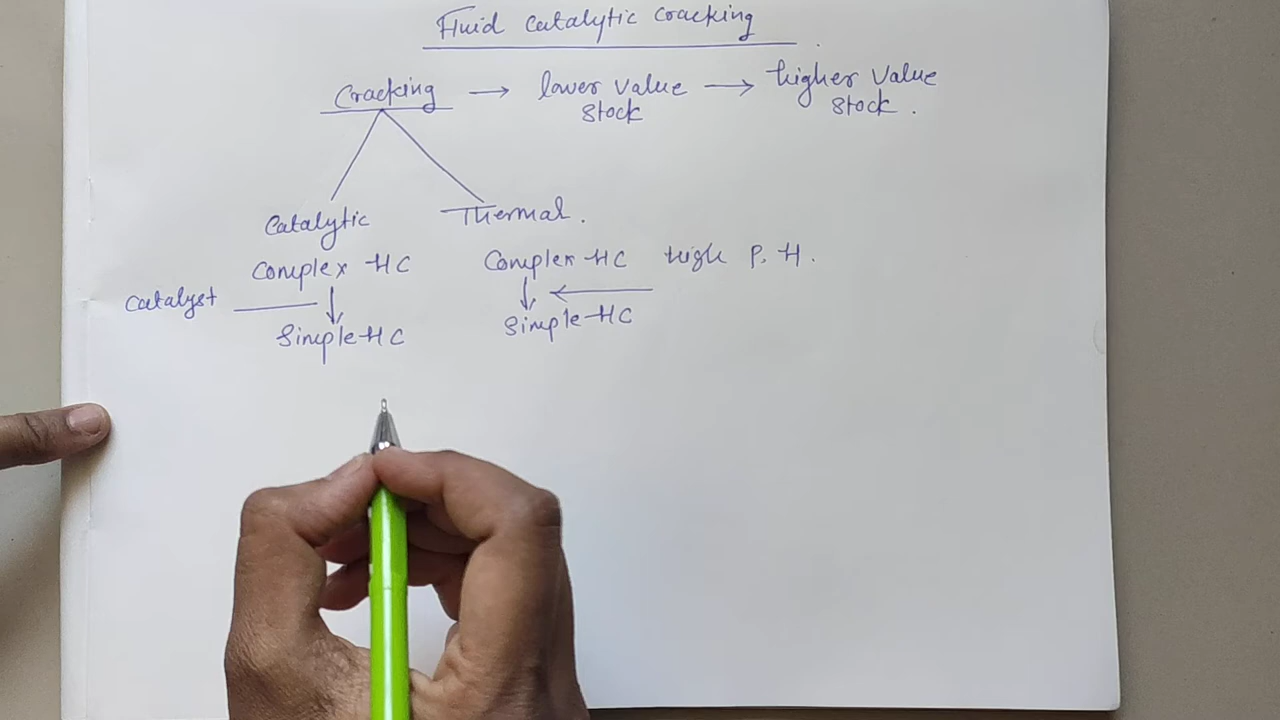 Fluid Catalytic Cracking
Cracking → lower value stock → higher value stock.
Catalytic Thermal.
Complex HC Complex HC high P, H.
Catalyst
Simple HC Simple HC